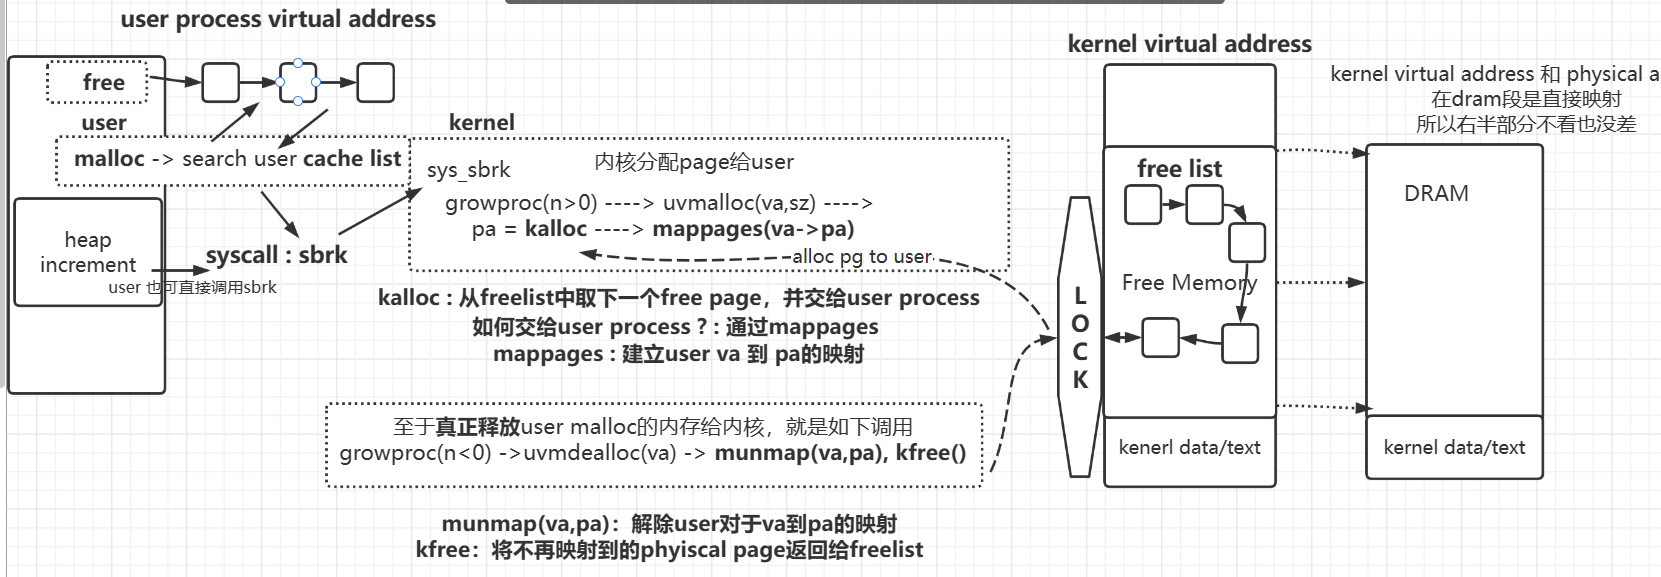 user process virtual address
free
user
malloc -> search user cache list
heap
increment
syscall : sbrk
user 也可直接调用sbrk
kernel
内核分配page给user
sys_sbrk
growproc(n>0) ----> uvmalloc(va,sz) ---->
pa = kalloc ----> mappages(va->pa)
alloc pg to user
kalloc : 从freelist中取下一个free page，并交给user process
如何交给user process ? : 通过mappages
mappages : 建立user va 到 pa的映射
至于真正释放user malloc的内存给内核，就是如下调用
growproc(n<0) ->uvmdealloc(va) -> munmap(va,pa), kfree()
munmap(va,pa)：解除user对于va到pa的映射
kfree：将不再映射到的phyiscal page返回给freelist
LOCK
kernel virtual address
free list
Free Memory
kenerl data/text
kernel virtual address 和 physical a
在dram段是直接映射
所以右半部分不看也没差
DRAM
kernel data/text